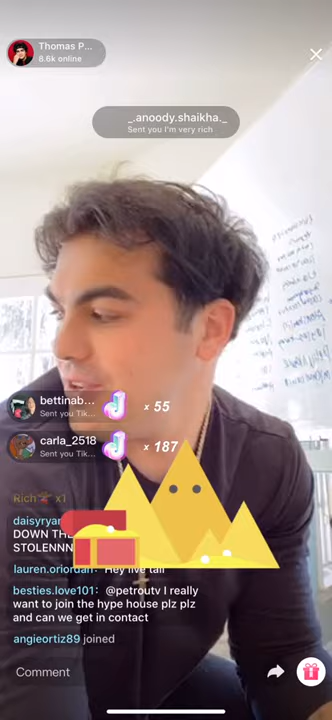 Thomas P...
8.6k online
_.anoody.shaikha._
Sent you I'm very rich
bettinab...
Sent you Tik...
x 55
carla_2518
Sent you Tik...
x 187
Rich x1
daisyryan
DOWN THE
STOLENNN
lauren.oriordan: Hey live tall
besties.love101: @petroutv I really
want to join the hype house plz plz
and can we get in contact
angieortiz89 joined
Comment